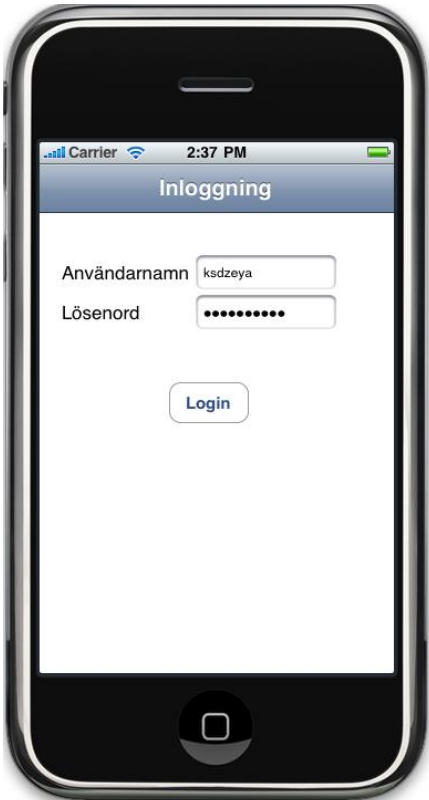 Carrier 2:37 PM
Inloggning
Användarnamn ksdzeya
Lösenord ••••••••••
Login